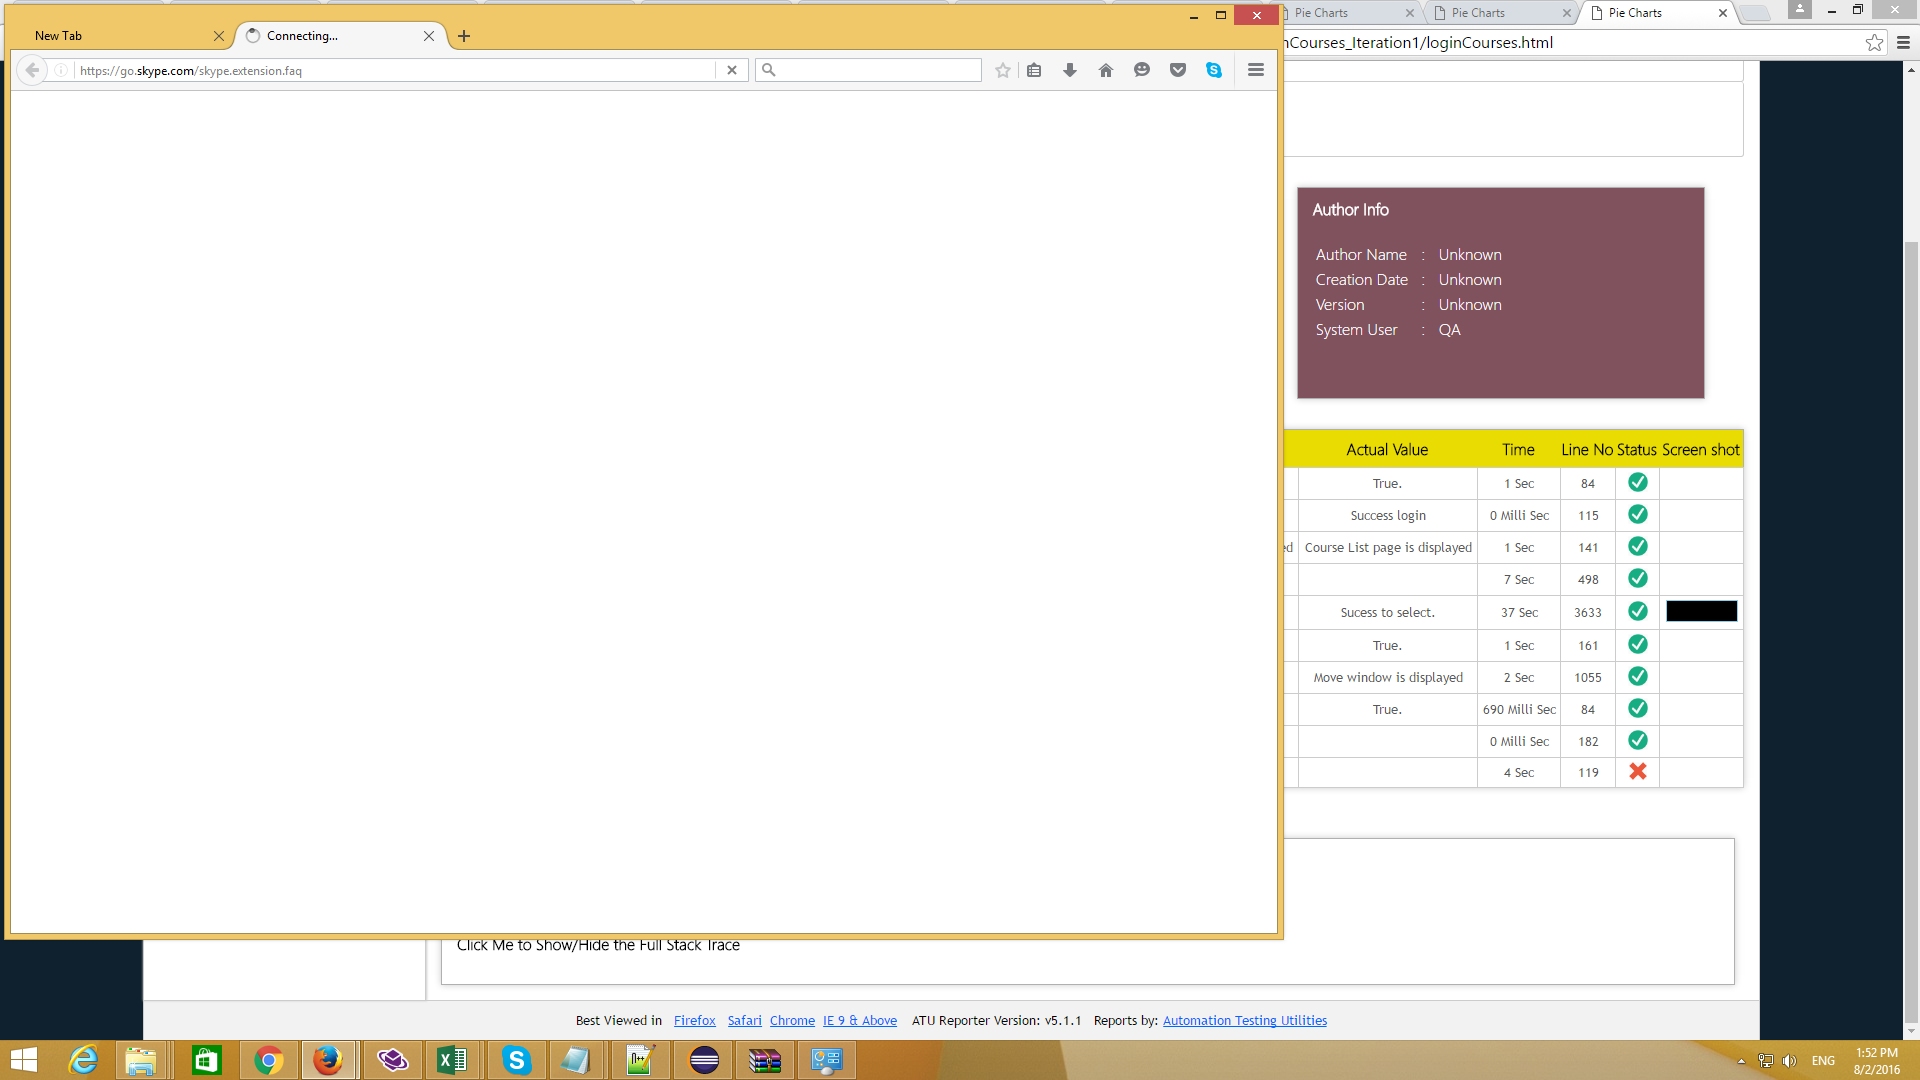 New Tab
Connecting...
Pie Charts
Pie Charts
Pie Charts
https://go.skype.com/skype.extension.faq
nCourses_Iteration1/loginCourses.html
Author Info
Author Name : Unknown
Creation Date : Unknown
Version : Unknown
System User : QA
Actual Value Time Line No Status Screen shot
True. 1 Sec 84
Success login 0 Milli Sec 115
ed Course List page is displayed 1 Sec 141
7 Sec 498
Sucess to select. 37 Sec 3633
True. 1 Sec 161
Move window is displayed 2 Sec 1055
True. 690 Milli Sec 84
0 Milli Sec 182
4 Sec 119
Click Me to Show/Hide the Full Stack Trace
Best Viewed in Firefox Safari Chrome IE 9 & Above ATU Reporter Version: v5.1.1 Reports by: Automation Testing Utilities
ENG
1:52 PM
8/2/2016